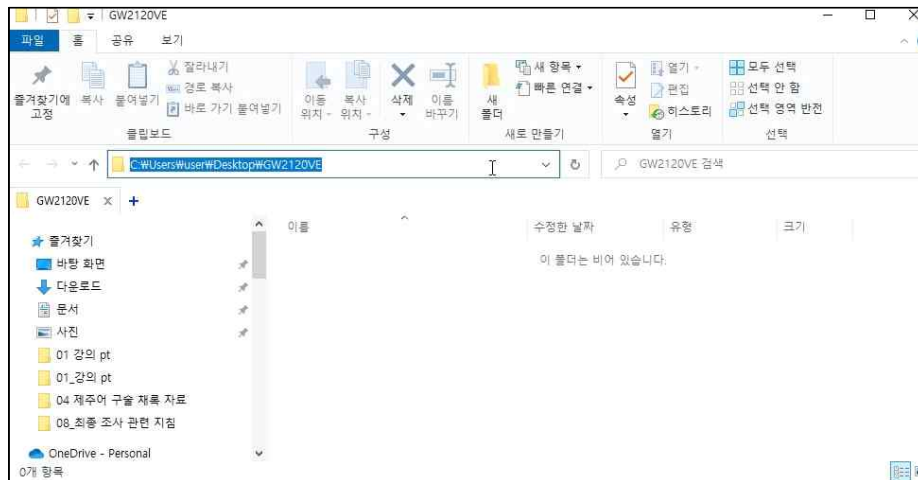 GW2120VE
파일 홈 공유 보기
즐겨찾기에 고정
복사
붙여넣기
잘라내기
경로 복사
바로 가기 붙여넣기
클립보드
이동 위치
복사 위치
삭제
이름 바꾸기
구성
새 폴더
새 항목
빠른 연결
새로 만들기
속성
열기
편집
히스토리
열기
모두 선택
선택 안 함
선택 영역 반전
선택
C:₩Users₩user₩Desktop₩GW2120VE
GW2120VE 검색
GW2120VE
이름 수정한 날짜 유형 크기
이 폴더는 비어 있습니다.
즐겨찾기
바탕 화면
다운로드
문서
사진
01 강의 pt
01_강의 pt
04 제주어 구술 채록 자료
08_최종 조사 관련 지침
OneDrive - Personal
0개 항목